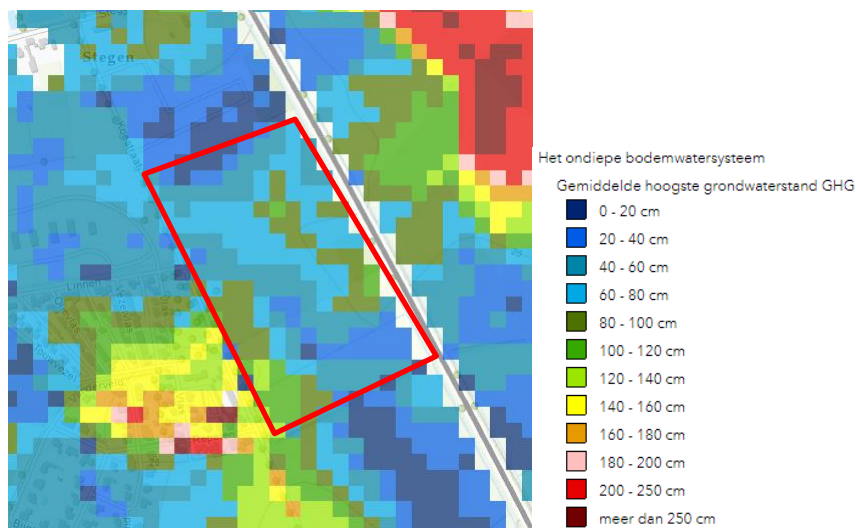 Stegen
Koestraat
Linnen
Het ondiepe bodemwatersysteem
Gemiddelde hoogste grondwaterstand GHG
0 - 20 cm
20 - 40 cm
40 - 60 cm
60 - 80 cm
80 - 100 cm
100 - 120 cm
120 - 140 cm
140 - 160 cm
160 - 180 cm
180 - 200 cm
200 - 250 cm
meer dan 250 cm